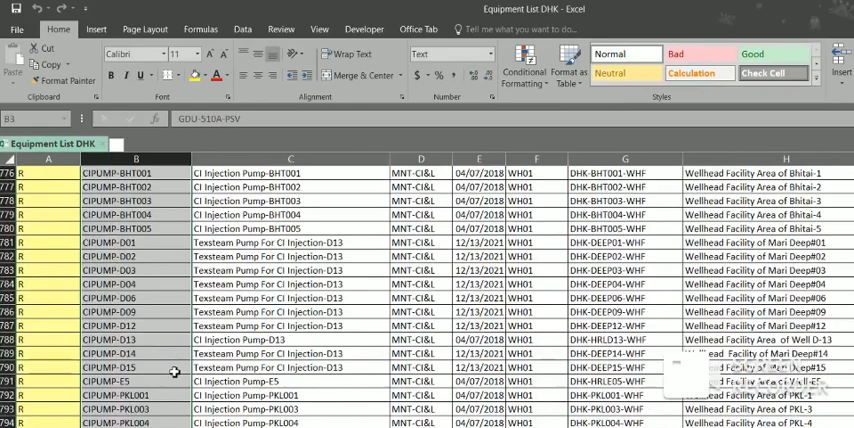 Equipment List DHK - Excel
File Home Insert Page Layout Formulas Data Review View Developer Office Tab Tell me what you want to do...
Paste Cut Copy Format Painter Clipboard
Calibri 11 A A B I U A Font
Wrap Text Merge & Center Alignment
Text $ % , Number
Conditional Formatting Format as Table
Normal Bad Good
Neutral Calculation Check Cell
Styles
Insert
B3 fx GDU-510A-PSV
Equipment List DHK
A B C D E F G H
776 R CIPUMP-BHT001 CI Injection Pump-BHT001 MNT-CI&L 04/07/2018 WH01 DHK-BHT001-WHF Wellhead Facility Area of Bhitai-1
777 R CIPUMP-BHT002 CI Injection Pump-BHT002 MNT-CI&L 04/07/2018 WH01 DHK-BHT002-WHF Wellhead Facility Area of Bhitai-2
778 R CIPUMP-BHT003 CI Injection Pump-BHT003 MNT-CI&L 04/07/2018 WH01 DHK-BHT003-WHF Wellhead Facility Area of Bhitai-3
779 R CIPUMP-BHT004 CI Injection Pump-BHT004 MNT-CI&L 04/07/2018 WH01 DHK-BHT004-WHF Wellhead Facility Area of Bhitai-4
780 R CIPUMP-BHT005 CI Injection Pump-BHT005 MNT-CI&L 04/07/2018 WH01 DHK-BHT005-WHF Wellhead Facility Area of Bhitai-5
781 R CIPUMP-D01 Texsteam Pump For CI Injection-D13 MNT-CI&L 12/13/2021 WH01 DHK-DEEP01-WHF Wellhead Facility of Mari Deep#01
782 R CIPUMP-D02 Texsteam Pump For CI Injection-D13 MNT-CI&L 12/13/2021 WH01 DHK-DEEP02-WHF Wellhead Facility of Mari Deep#02
783 R CIPUMP-D03 Texsteam Pump For CI Injection-D13 MNT-CI&L 12/13/2021 WH01 DHK-DEEP03-WHF Wellhead Facility of Mari Deep#03
784 R CIPUMP-D04 Texsteam Pump For CI Injection-D13 MNT-CI&L 12/13/2021 WH01 DHK-DEEP04-WHF Wellhead Facility of Mari Deep#04
785 R CIPUMP-D06 Texsteam Pump For CI Injection-D13 MNT-CI&L 12/13/2021 WH01 DHK-DEEP06-WHF Wellhead Facility of Mari Deep#06
786 R CIPUMP-D09 Texsteam Pump For CI Injection-D13 MNT-CI&L 12/13/2021 WH01 DHK-DEEP09-WHF Wellhead Facility of Mari Deep#09
787 R CIPUMP-D12 Texsteam Pump For CI Injection-D13 MNT-CI&L 12/13/2021 WH01 DHK-DEEP12-WHF Wellhead Facility of Mari Deep#12
788 R CIPUMP-D13 CI Injection Pump-D13 MNT-CI&L 04/07/2018 WH01 DHK-HRLD13-WHF Wellhead Facility Area of Well D-13
789 R CIPUMP-D14 Texsteam Pump For CI Injection-D13 MNT-CI&L 12/13/2021 WH01 DHK-DEEP14-WHF Wellhead Facility of Mari Deep#14
790 R CIPUMP-D15 Texsteam Pump For CI Injection-D13 MNT-CI&L 12/13/2021 WH01 DHK-DEEP15-WHF Wellhead Facility of Mari Deep#15
791 R CIPUMP-E5 CI Injection Pump-E5 MNT-CI&L 04/07/2018 WH01 DHK-HRLE05-WHF Wellhead Facility Area of Well-E5
792 R CIPUMP-PKL001 CI Injection Pump-PKL001 MNT-CI&L 04/07/2018 WH01 DHK-PKL001-WHF Wellhead Facility Area of PKL-1
793 R CIPUMP-PKL003 CI Injection Pump-PKL003 MNT-CI&L 04/07/2018 WH01 DHK-PKL003-WHF Wellhead Facility Area of PKL-3
794 R CIPUMP-PKL004 CI Injection Pump-PKL004 MNT-CI&L 04/07/2018 WH01 DHK-PKL004-WHF Wellhead Facility Area of PKL-4
RECORDER